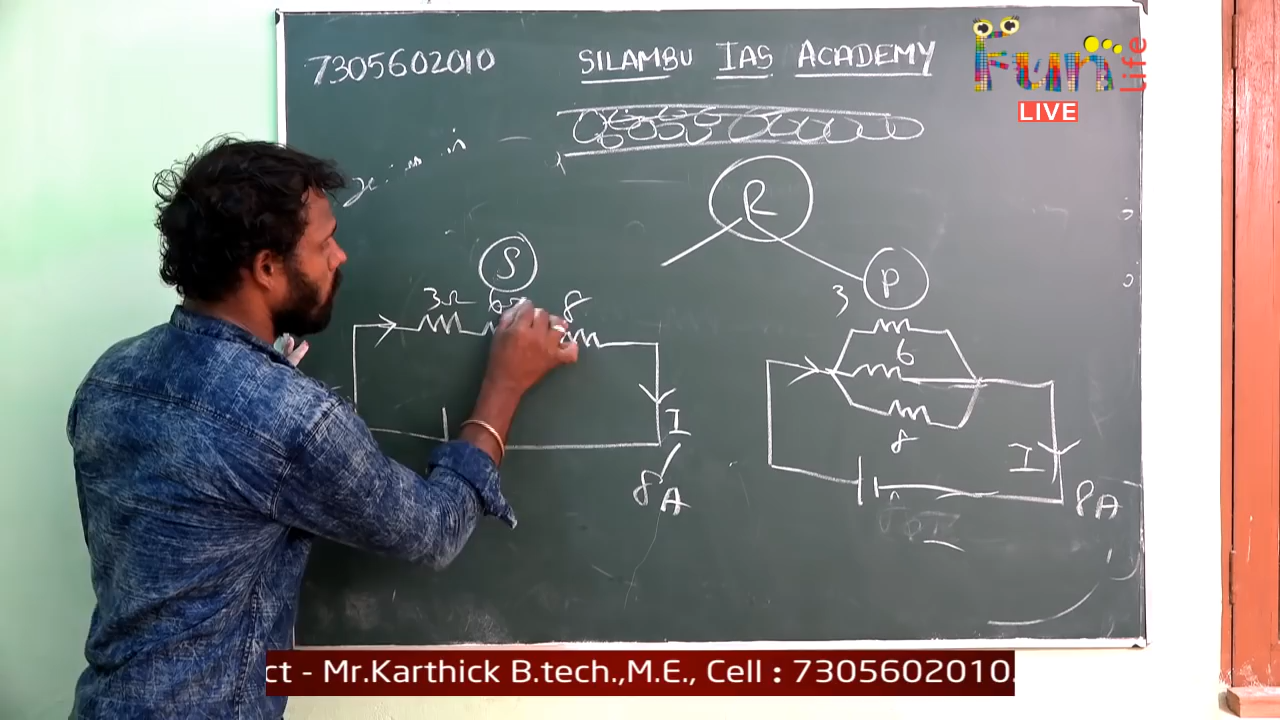 7305602010
SILAMBU IAS ACADEMY
Fun life
LIVE
R
S
P
3Ω 6Ω 8
3
6
8
I
8A
I
8A
ct - Mr.Karthick B.tech.,M.E., Cell : 7305602010.